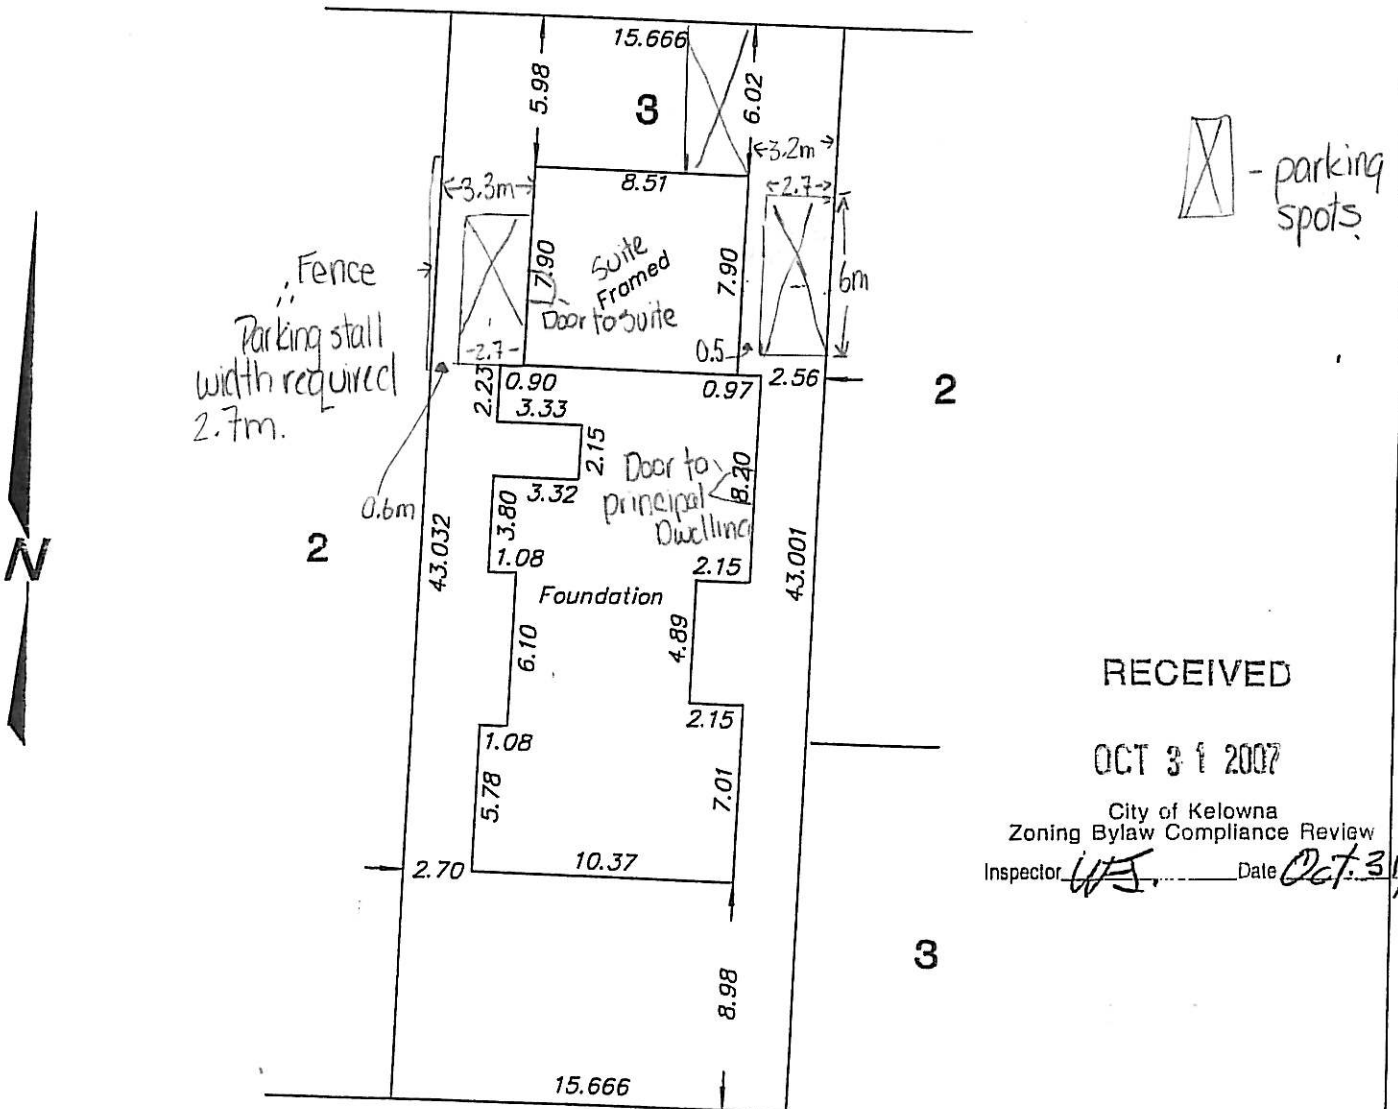 15.666
5.98
3
6.02
←3.2m→
←3.3m→
8.51
←2.7→
- parking
spots.
Fence
7.90
Suite
Framed
7.90
6m
Door to suite
Parking stall
width required
2.7m.
-2.7-
0.5
2.23
0.90
0.97
2.56
2
3.33
2.15
Door to
principal
Dwelling
8.20
3.32
0.6m
3.80
2
43.032
1.08
2.15
43.001
Foundation
6.10
4.89
N
RECEIVED
2.15
1.08
OCT 31 2007
5.78
7.01
City of Kelowna
Zoning Bylaw Compliance Review
Inspector Date Oct. 31
2.70
10.37
3
8.98
15.666